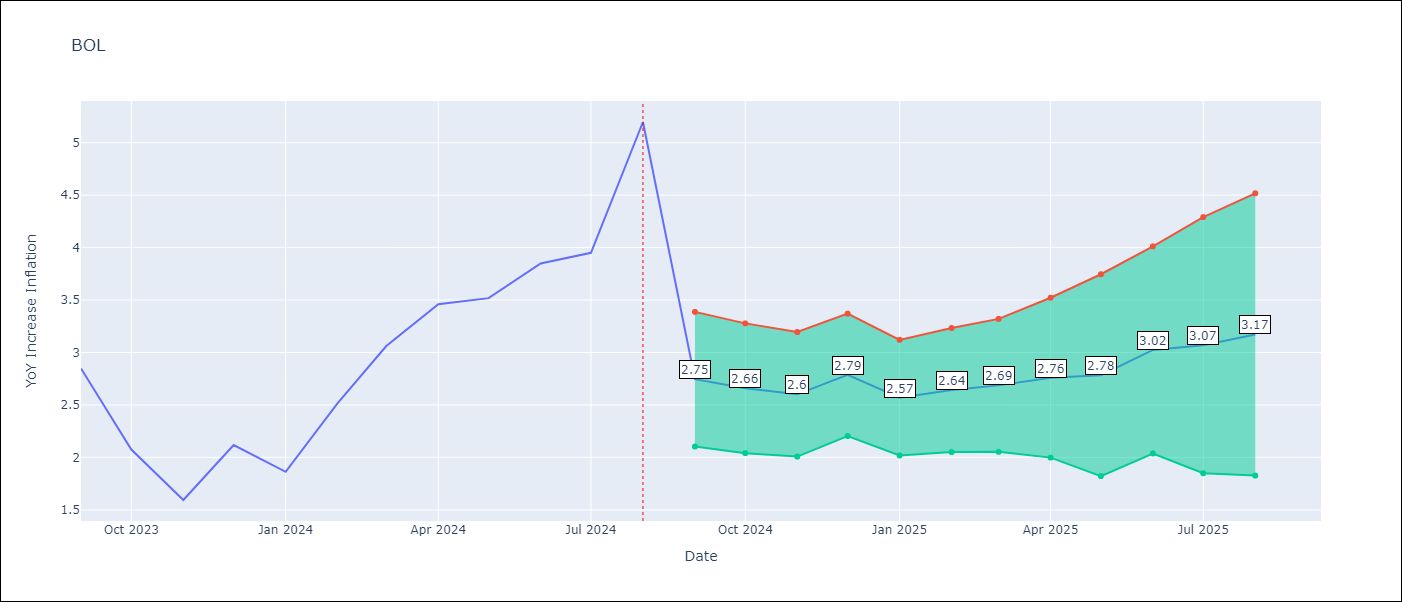 BOL
YoY Increase Inflation
5
4.5
4
3.5
3
2.5
2
1.5
2.75
2.66
2.6
2.79
2.57
2.64
2.69
2.76
2.78
3.02
3.07
3.17
Oct 2023
Jan 2024
Apr 2024
Jul 2024
Oct 2024
Jan 2025
Apr 2025
Jul 2025
Date